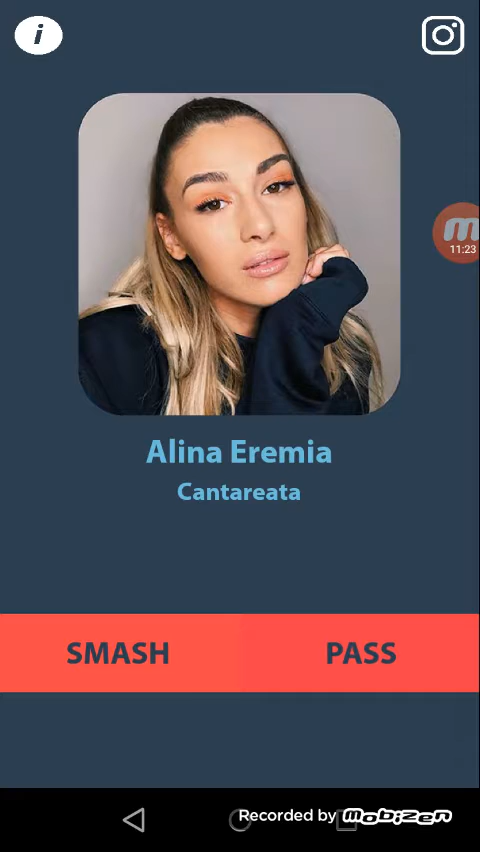 i
m
11:23
Alina Eremia
Cantareata
SMASH
PASS
Recorded by mobizen